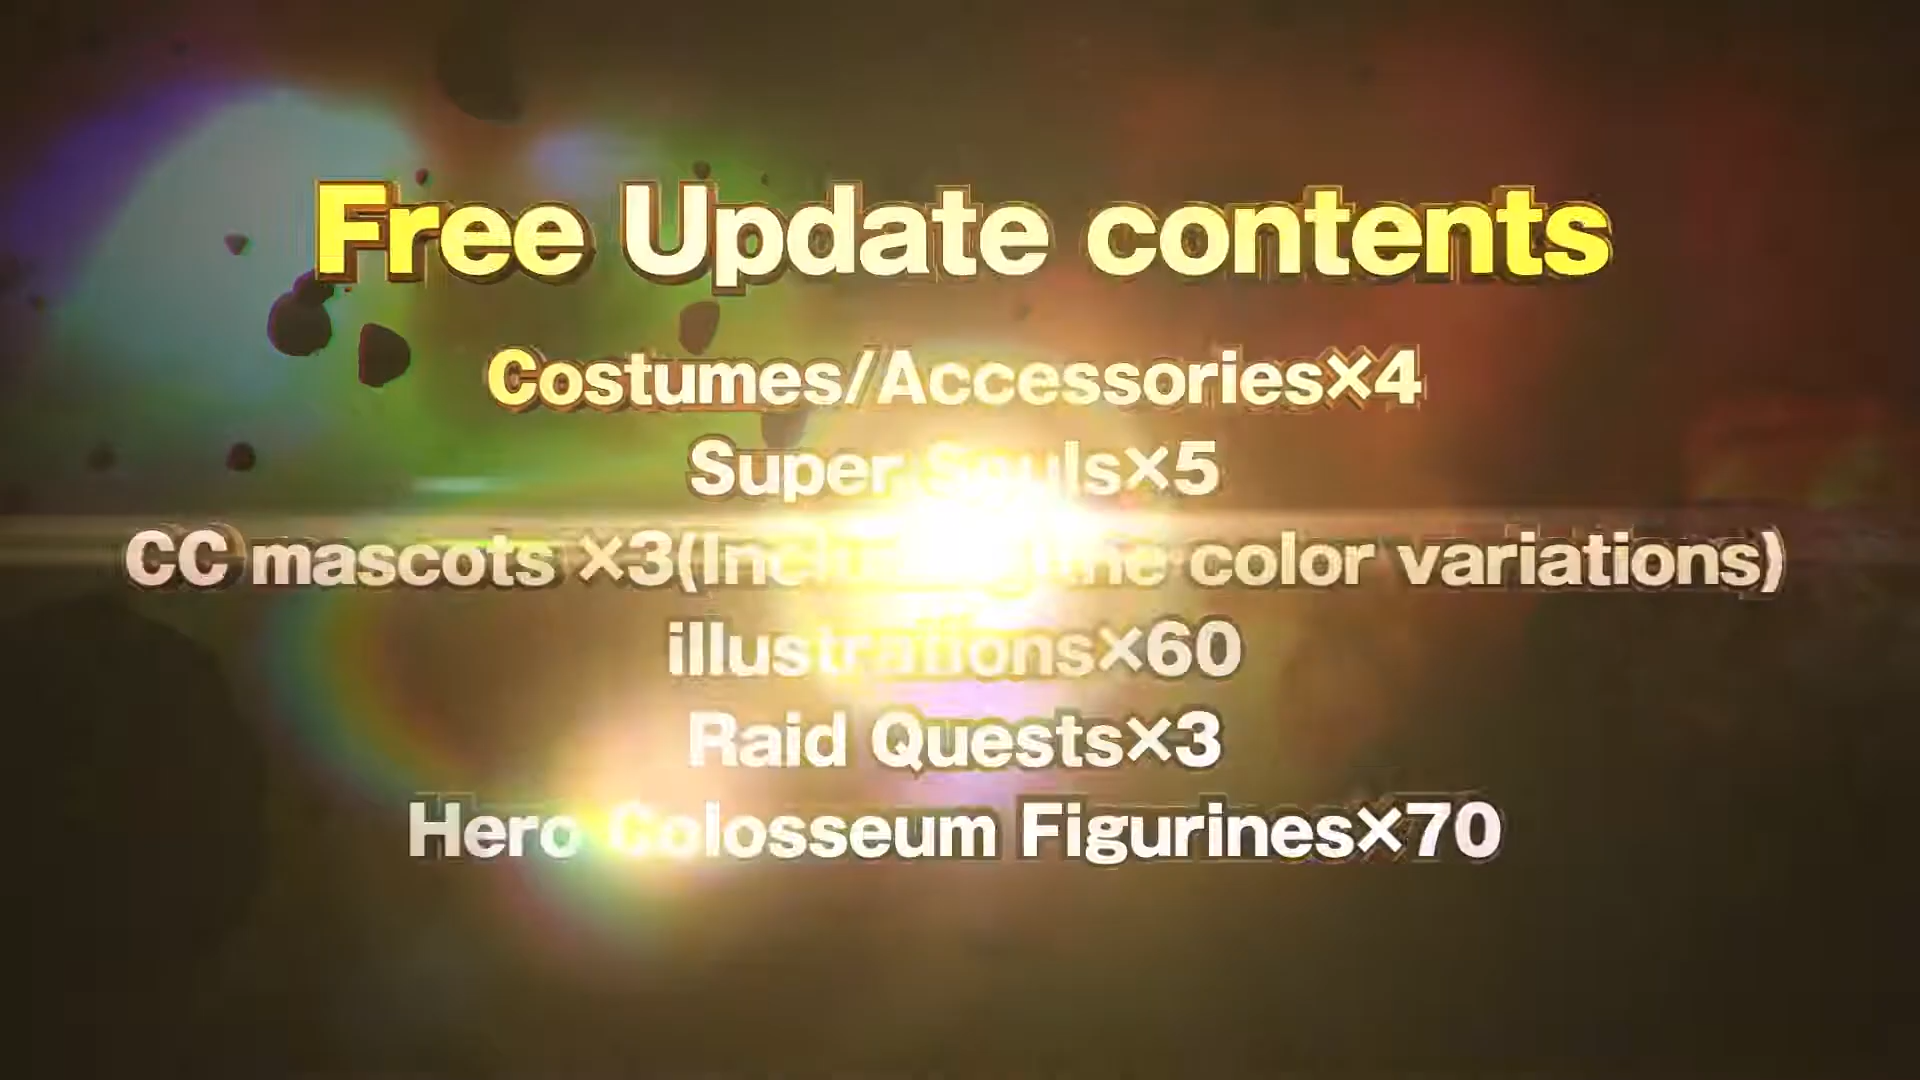 Free Update contents
Costumes/Accessories×4
Super Souls×5
CC mascots ×3(Including the color variations)
illustrations×60
Raid Quests×3
Hero Colosseum Figurines×70